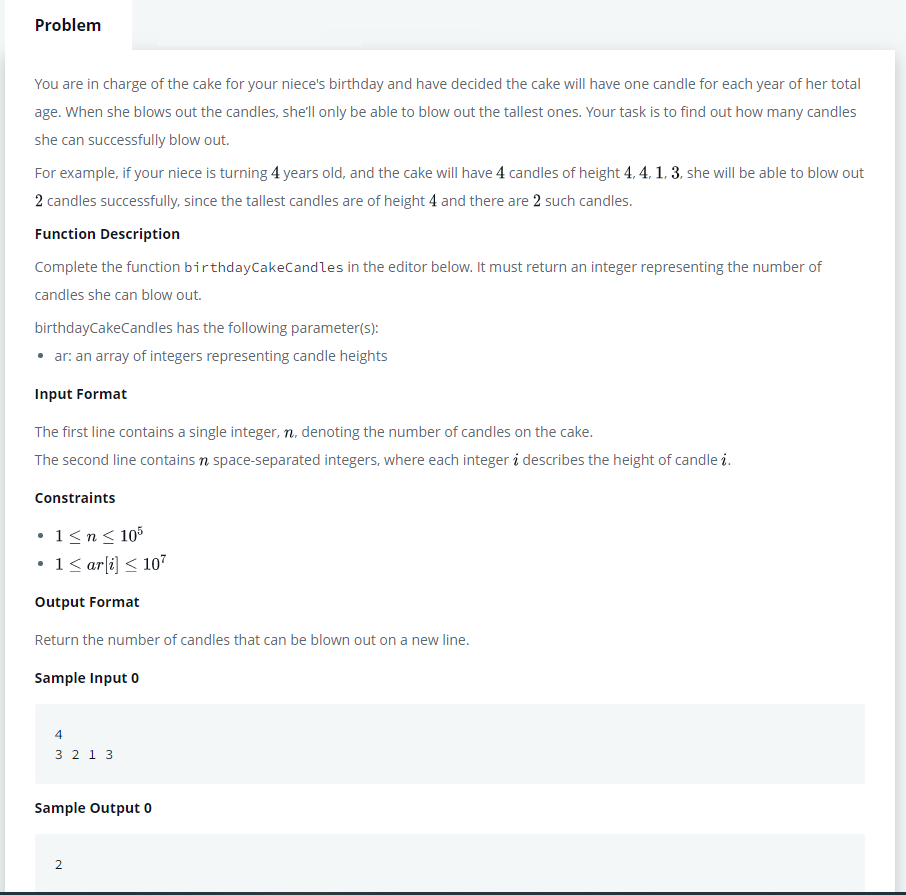 Problem
You are in charge of the cake for your niece's birthday and have decided the cake will have one candle for each year of her total
age. When she blows out the candles, she’ll only be able to blow out the tallest ones. Your task is to find out how many candles
she can successfully blow out.
For example, if your niece is turning 4 years old, and the cake will have 4 candles of height 4, 4, 1, 3, she will be able to blow out
2 candles successfully, since the tallest candles are of height 4 and there are 2 such candles.
Function Description
Complete the function birthdayCakeCandles in the editor below. It must return an integer representing the number of
candles she can blow out.
birthdayCakeCandles has the following parameter(s):
• ar: an array of integers representing candle heights
Input Format
The first line contains a single integer, n, denoting the number of candles on the cake.
The second line contains n space-separated integers, where each integer i describes the height of candle i.
Constraints
• 1 ≤ n ≤ 10⁵
• 1 ≤ ar[i] ≤ 10⁷
Output Format
Return the number of candles that can be blown out on a new line.
Sample Input 0
4
3 2 1 3
Sample Output 0
2